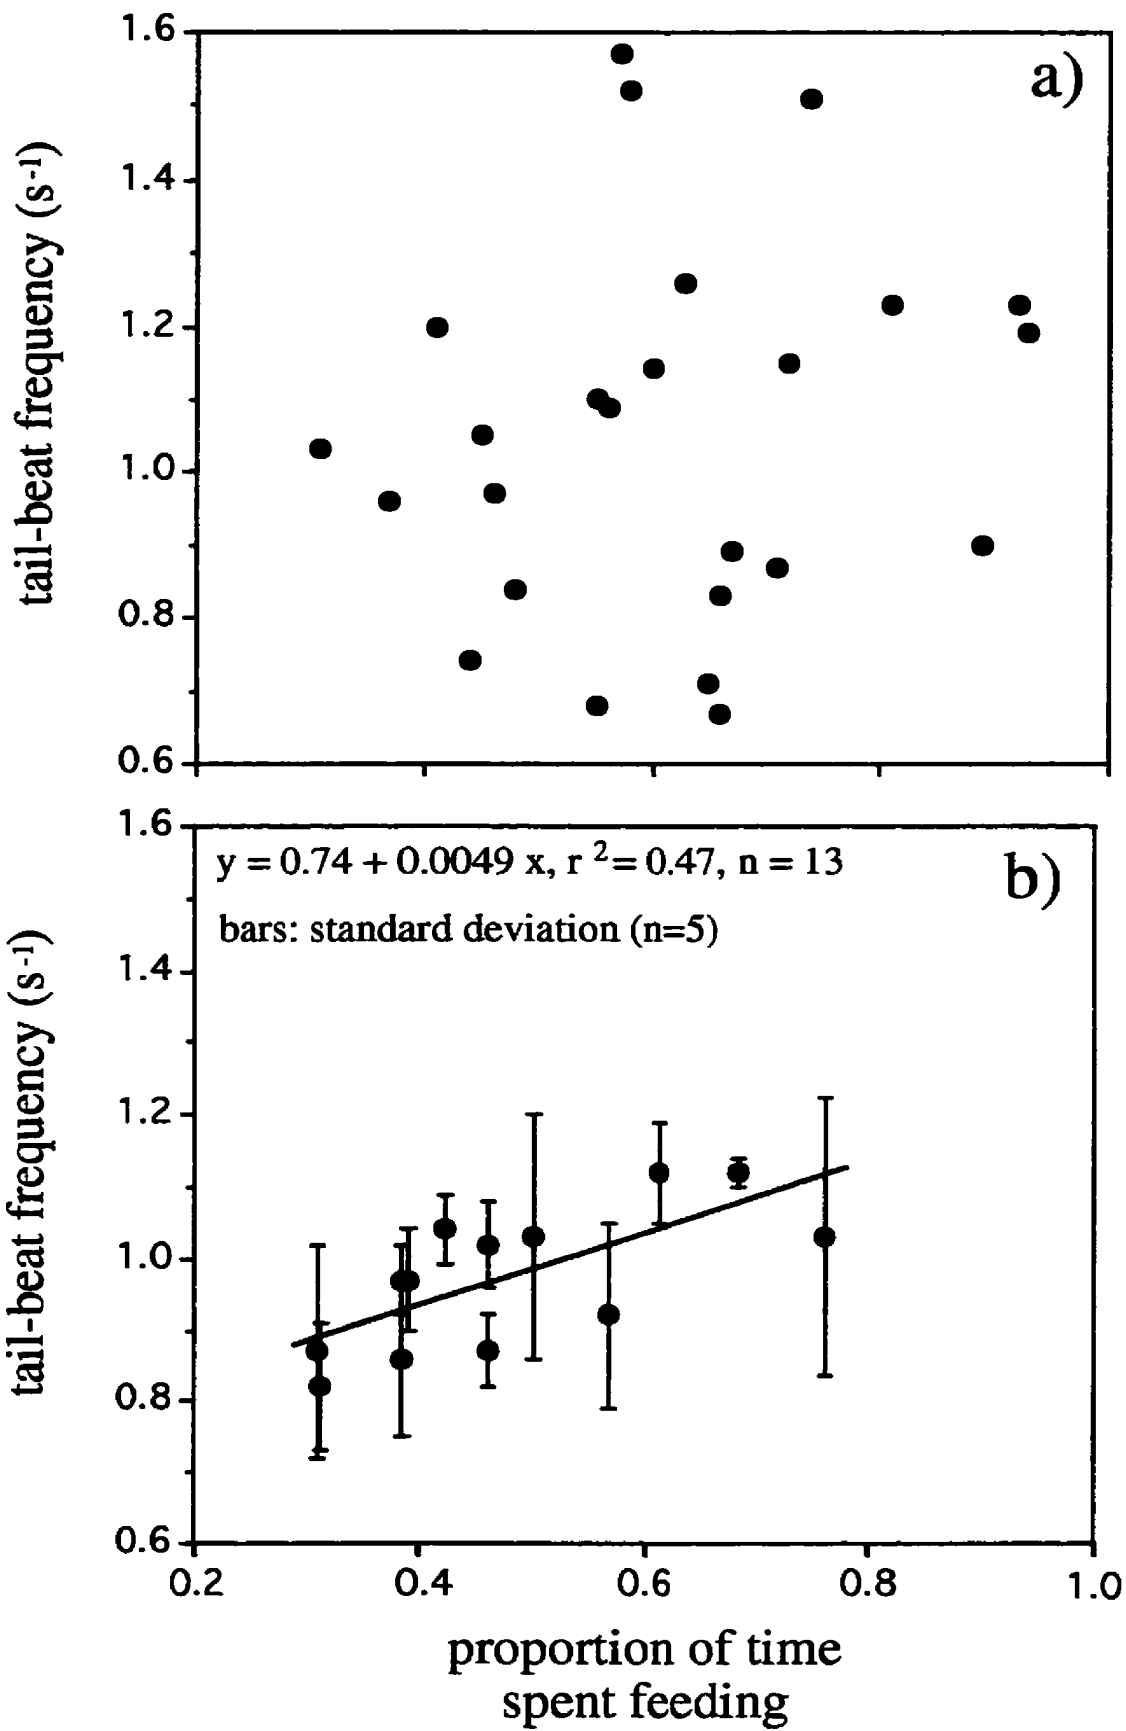 a)
tail-beat frequency (s-1)
1.6
1.4
1.2
1.0
0.8
0.6
b)
y = 0.74 + 0.0049 x, r 2 = 0.47, n = 13
bars: standard deviation (n=5)
tail-beat frequency (s-1)
1.6
1.4
1.2
1.0
0.8
0.6
0.2 0.4 0.6 0.8 1.0
proportion of time
spent feeding